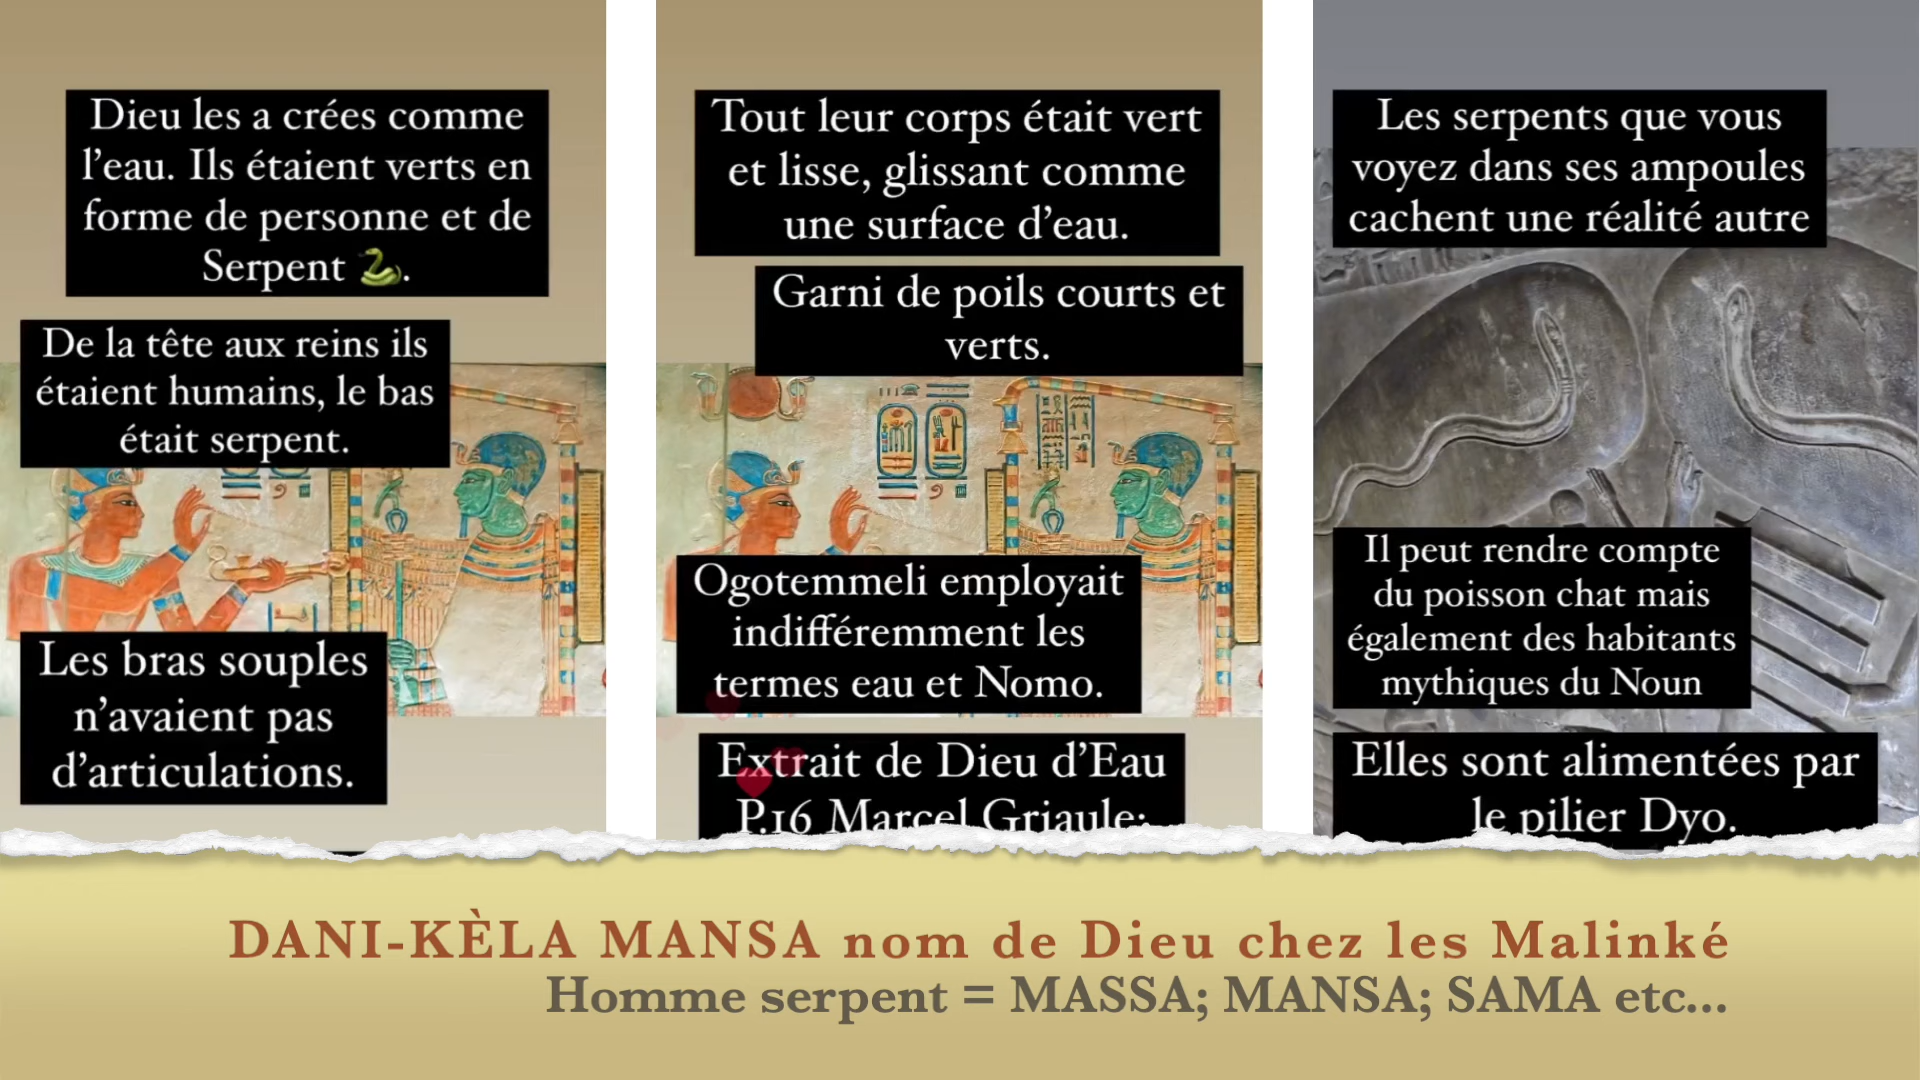 Dieu les a crées comme
l'eau. Ils étaient verts en
forme de personne et de
Serpent 🐍.
De la tête aux reins ils
étaient humains, le bas
était serpent.
Les bras souples
n'avaient pas
d'articulations.
Tout leur corps était vert
et lisse, glissant comme
une surface d'eau.
Garni de poils courts et
verts.
Ogotemmeli employait
indifféremment les
termes eau et Nomo.
Extrait de Dieu d'Eau
P.16 Marcel Griaule;
Les serpents que vous
voyez dans ses ampoules
cachent une réalité autre
Il peut rendre compte
du poisson chat mais
également des habitants
mythiques du Noun
Elles sont alimentées par
le pilier Dyo.
DANI-KÈLA MANSA nom de Dieu chez les Malinké
Homme serpent = MASSA; MANSA; SAMA etc...